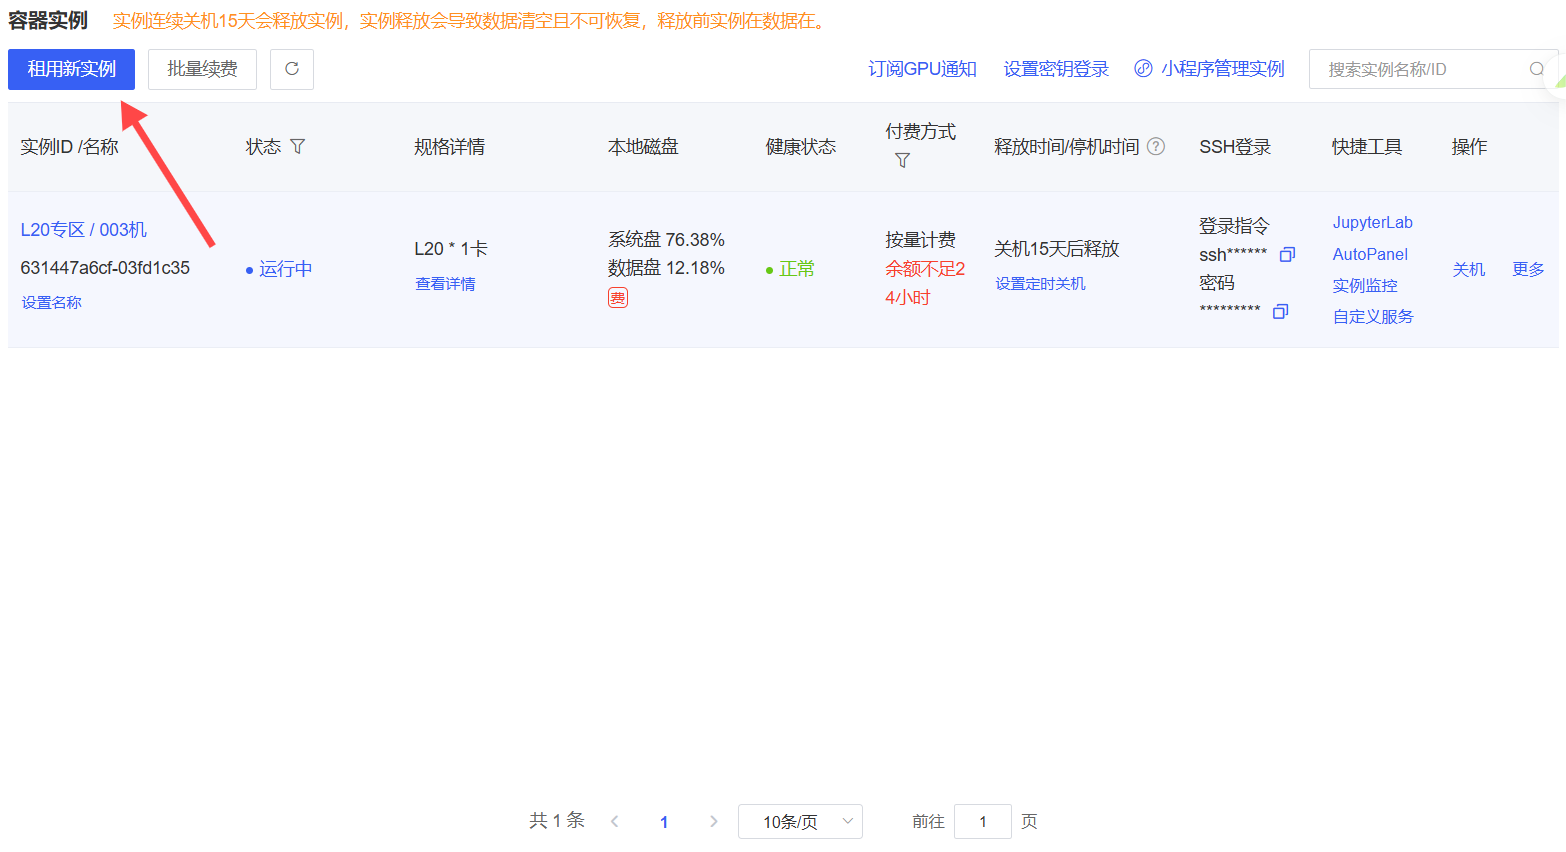 容器实例 实例连续关机15天会释放实例，实例释放会导致数据清空且不可恢复，释放前实例在数据在。
租用新实例 批量续费 订阅GPU通知 设置密钥登录 小程序管理实例 搜索实例名称/ID
实例ID /名称 状态 规格详情 本地磁盘 健康状态 付费方式 释放时间/停机时间 SSH登录 快捷工具 操作
L20专区 / 003机
631447a6cf-03fd1c35
设置名称
运行中
L20 * 1卡
查看详情
系统盘 76.38%
数据盘 12.18%
费
正常
按量计费
余额不足2
4小时
关机15天后释放
设置定时关机
登录指令
ssh******
密码
*********
JupyterLab
AutoPanel
实例监控
自定义服务
关机 更多
共 1 条 1 10条/页 前往 1 页